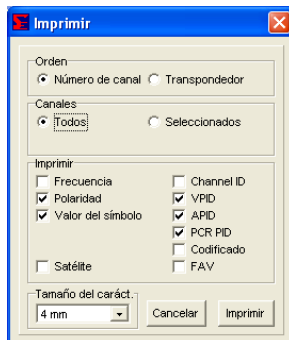 Imprimir
Orden
Número de canal Transpondedor
Canales
Todos Seleccionados
Imprimir
Frecuencia Channel ID
Polaridad VPID
Valor del símbolo APID
PCR PID
Codificado
Satélite FAV
Tamaño del caráct.
4 mm Cancelar Imprimir